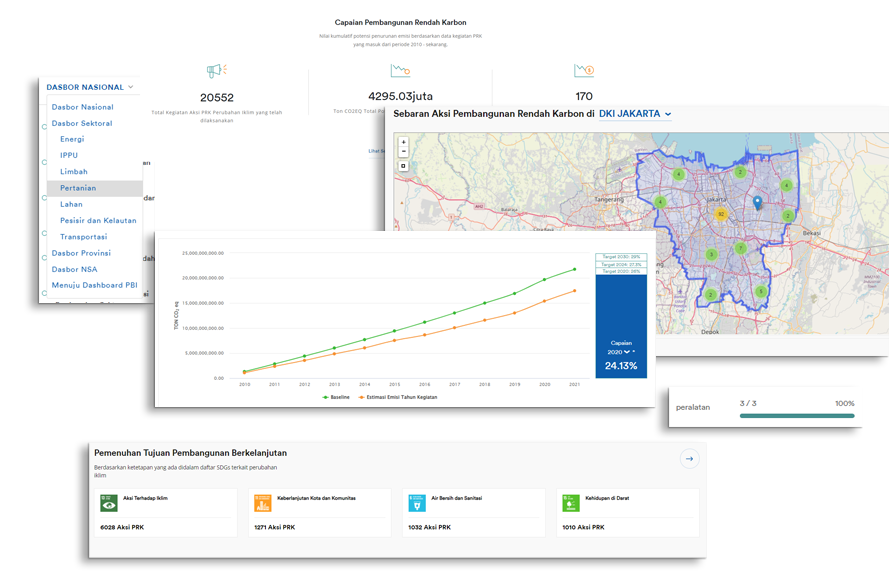 Capaian Pembangunan Rendah Karbon
Nilai kumulatif potensi penurunan emisi berdasarkan data kegiatan PRK
yang masuk dari periode 2010 - sekarang.
20552
Total Kegiatan Aksi PRK Perubahan Iklim yang telah
dilaksanakan
4295.03juta
Ton CO2EQ Total
170
Lihat
DASBOR NASIONAL
Dasbor Nasional
Dasbor Sektoral
Energi
IPPU
Limbah
Pertanian
Lahan
Pesisir dan Kelautan
Transportasi
Dasbor Provinsi
Dasbor NSA
Menuju Dashboard PBI
an
dar
dah
si
Sebaran Aksi Pembangunan Rendah Karbon di DKI JAKARTA
+
−
Tangerang
Jakarta
Bekasi
Depok
4
2
4
4
92
2
3
7
2
5
25,000,000,000.00
20,000,000,000.00
15,000,000,000.00
10,000,000,000.00
5,000,000,000.00
0.00
TON CO₂ eq
2010 2011 2012 2013 2014 2015 2016 2017 2018 2019 2020 2021
Baseline Estimasi Emisi Tahun Kegiatan
Target 2030: 29%
Target 2024: 27.3%
Target 2020: 26%
Capaian
2020
24.13%
peralatan
3 / 3 100%
Pemenuhan Tujuan Pembangunan Berkelanjutan
Berdasarkan ketetapan yang ada didalam daftar SDGs terkait perubahan
iklim
Aksi Terhadap Iklim
6028 Aksi PRK
Keberlanjutan Kota dan Komunitas
1271 Aksi PRK
Air Bersih dan Sanitasi
1032 Aksi PRK
Kehidupan di Darat
1010 Aksi PRK